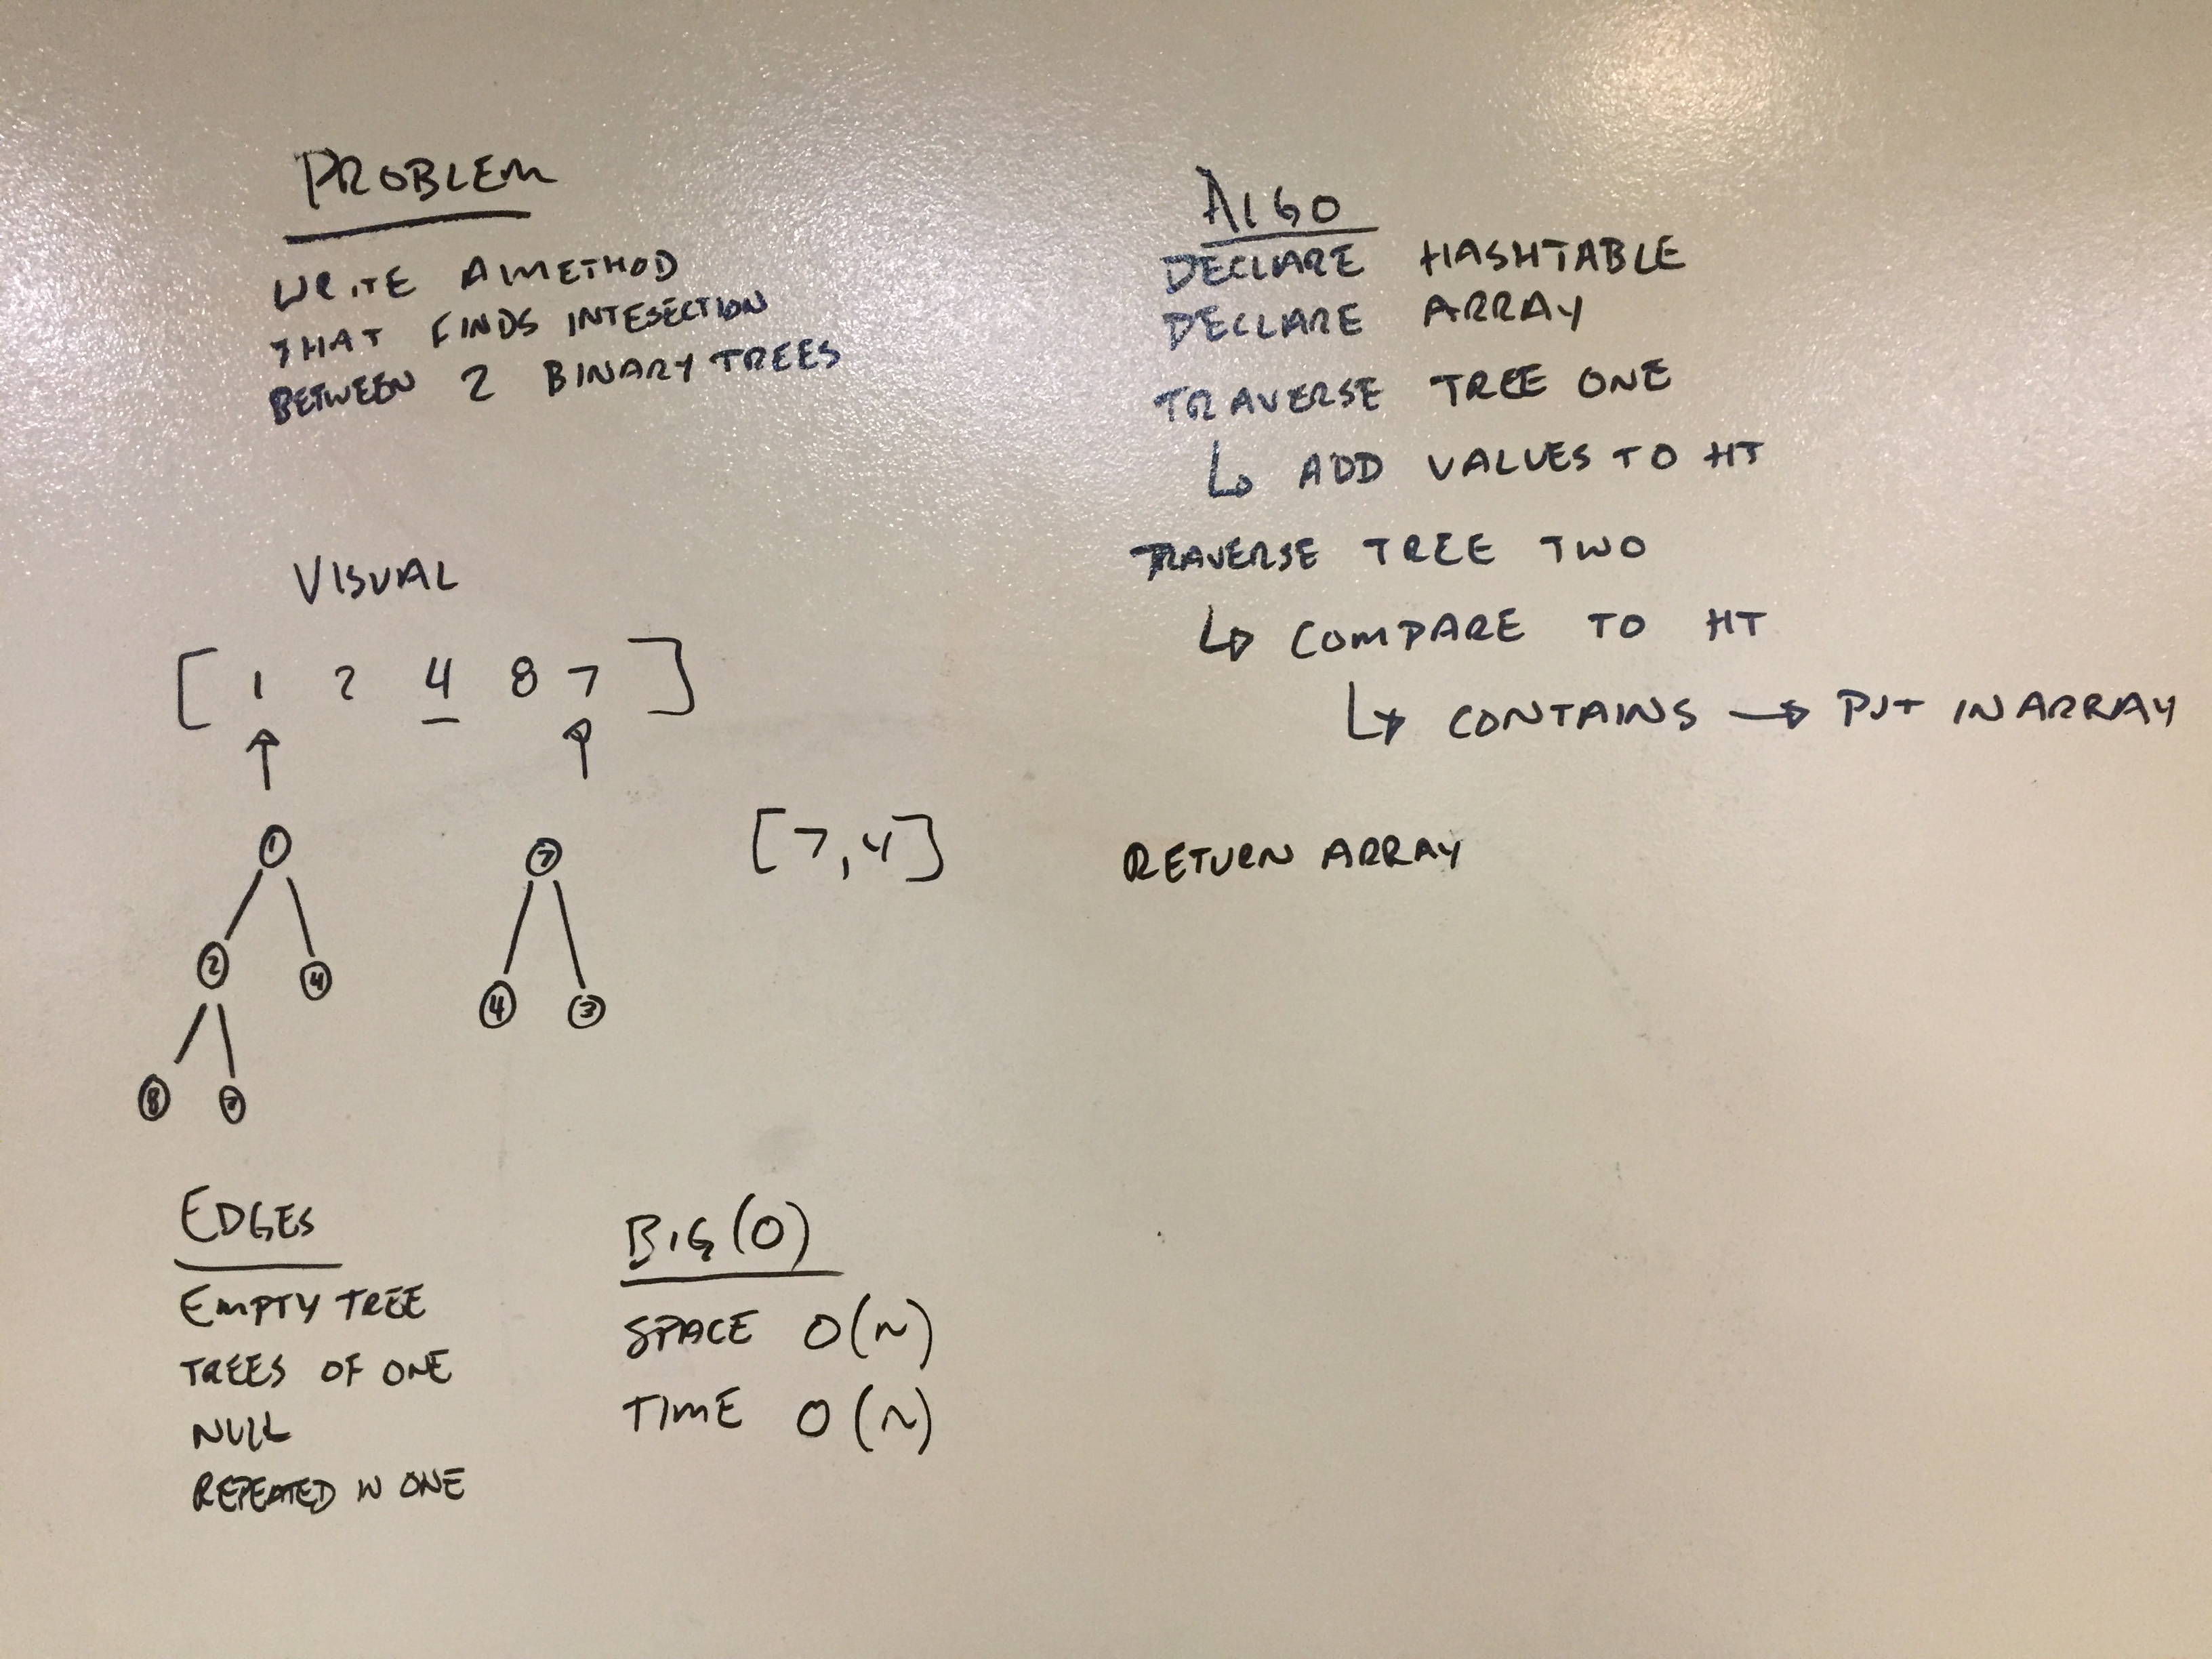 PROBLEM
WRITE A METHOD
THAT FINDS INTESECTION
BETWEEN 2 BINARY TREES
VISUAL
[ 1 2 4 8 7 ]
1
2 4
8 7
7
4 3
[7,4]
EDGES
EMPTY TREE
TREES OF ONE
NULL
REPEATED IN ONE
BIG(O)
SPACE O(N)
TIME O(N)
ALGO
DECLARE HASHTABLE
DECLARE ARRAY
TRAVERSE TREE ONE
↳ ADD VALUES TO HT
TRAVERSE TREE TWO
↳ COMPARE TO HT
↳ CONTAINS → PUT IN ARRAY
RETURN ARRAY